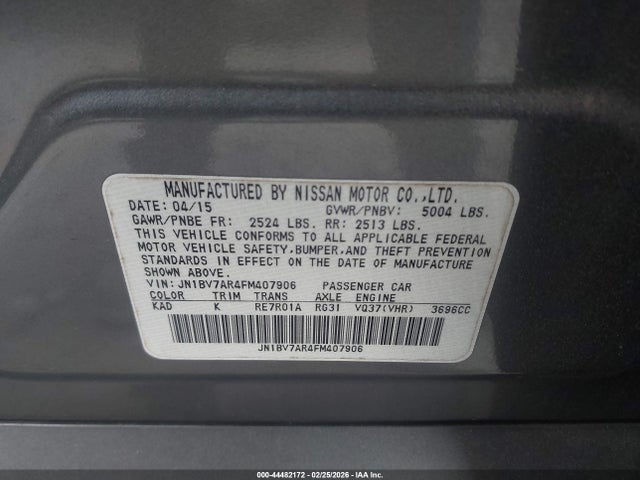 MANUFACTURED BY NISSAN MOTOR CO.,LTD.
DATE: 04/15 GVWR/PNBV: 5004 LBS.
GAWR/PNBE FR: 2524 LBS. RR: 2513 LBS.
THIS VEHICLE CONFORMS TO ALL APPLICABLE FEDERAL
MOTOR VEHICLE SAFETY, BUMPER, AND THEFT PREVENTION
STANDARDS IN EFFECT ON THE DATE OF MANUFACTURE
SHOWN ABOVE.
VIN: JN1BV7AR4FM407906 PASSENGER CAR
COLOR TRIM TRANS AXLE ENGINE
KAD K RE7R01A RG31 VQ37(VHR) 3696CC
JN1BV7AR4FM407906
000-44482172 - 02/25/2026 - IAA Inc.